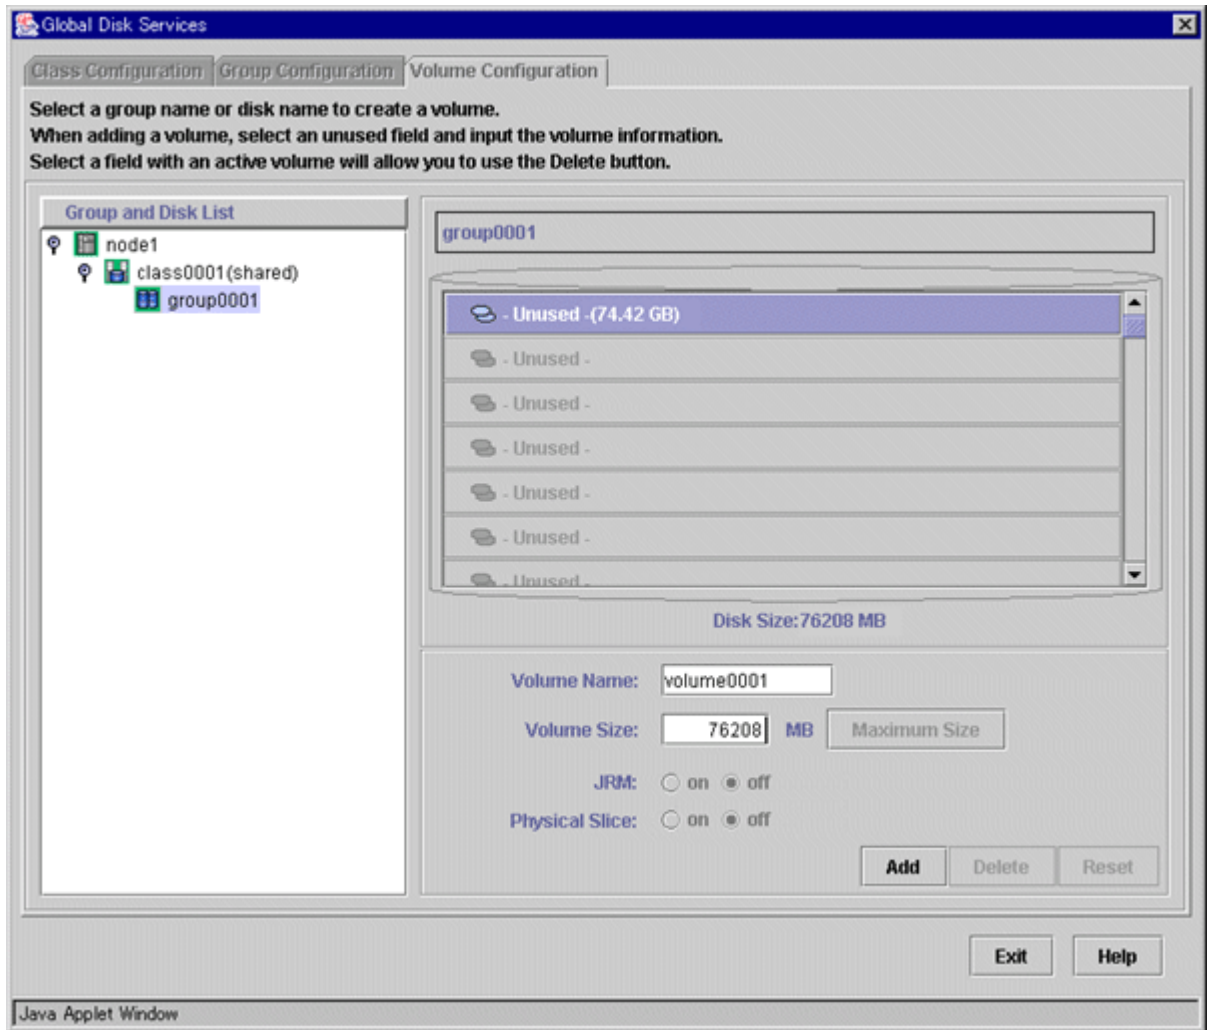 Global Disk Services
Class Configuration Group Configuration Volume Configuration
Select a group name or disk name to create a volume.
When adding a volume, select an unused field and input the volume information.
Select a field with an active volume will allow you to use the Delete button.
Group and Disk List
node1
class0001(shared)
group0001
group0001
- Unused -(74.42 GB)
- Unused -
- Unused -
- Unused -
- Unused -
- Unused -
- Unused -
Disk Size:76208 MB
Volume Name: volume0001
Volume Size: 76208 MB Maximum Size
JRM: on off
Physical Slice: on off
Add Delete Reset
Exit Help
Java Applet Window